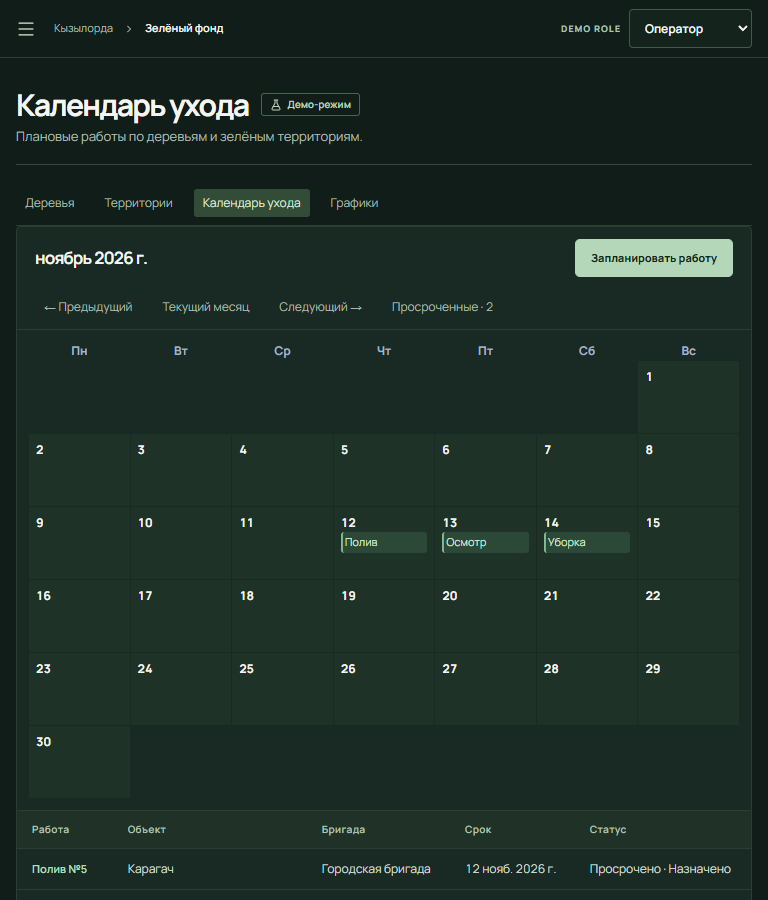 Кызылорда > Зелёный фонд DEMO ROLE Оператор
Календарь ухода Демо-режим
Плановые работы по деревьям и зелёным территориям.
Деревья Территории Календарь ухода Графики
ноябрь 2026 г. Запланировать работу
← Предыдущий Текущий месяц Следующий → Просроченные · 2
Пн Вт Ср Чт Пт Сб Вс
1
2 3 4 5 6 7 8
9 10 11 12 13 14 15
Полив Осмотр Уборка
16 17 18 19 20 21 22
23 24 25 26 27 28 29
30
Работа Объект Бригада Срок Статус
Полив №5 Карагач Городская бригада 12 нояб. 2026 г. Просрочено · Назначено